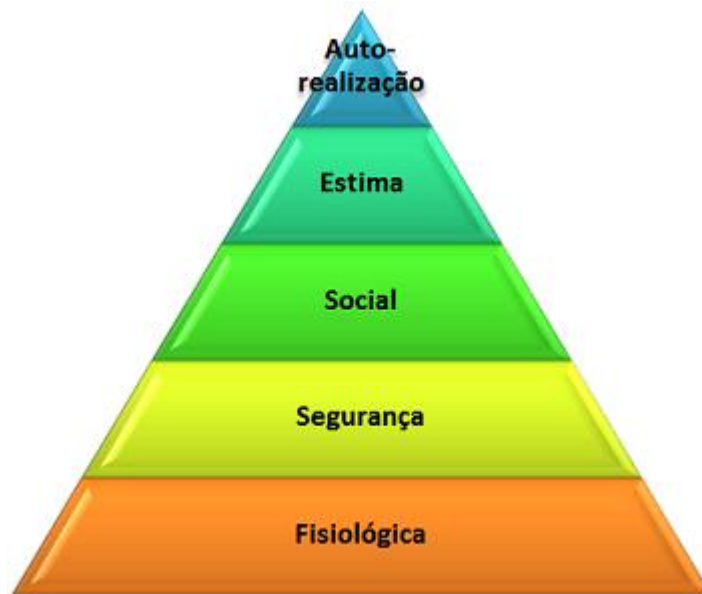 Auto-
realização
Estima
Social
Segurança
Fisiológica